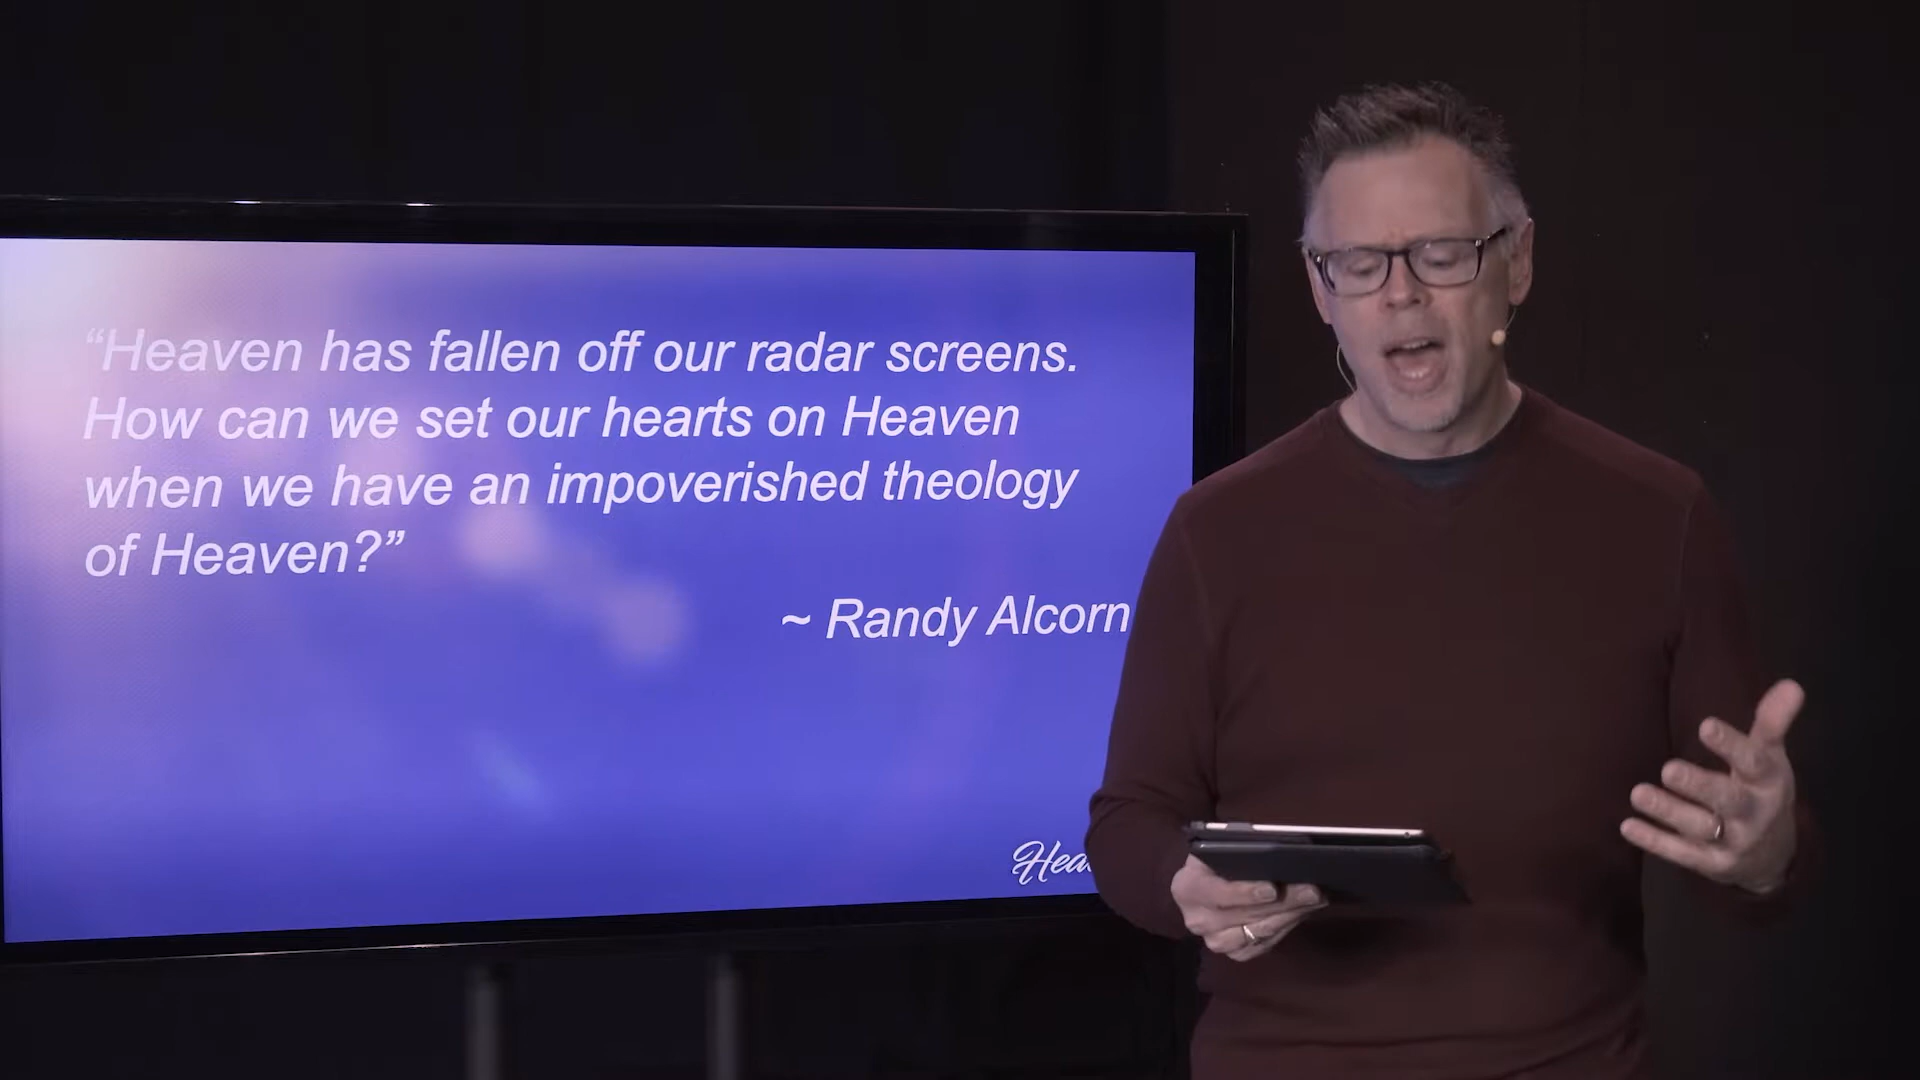 “Heaven has fallen off our radar screens.
How can we set our hearts on Heaven
when we have an impoverished theology
of Heaven?”
~ Randy Alcorn